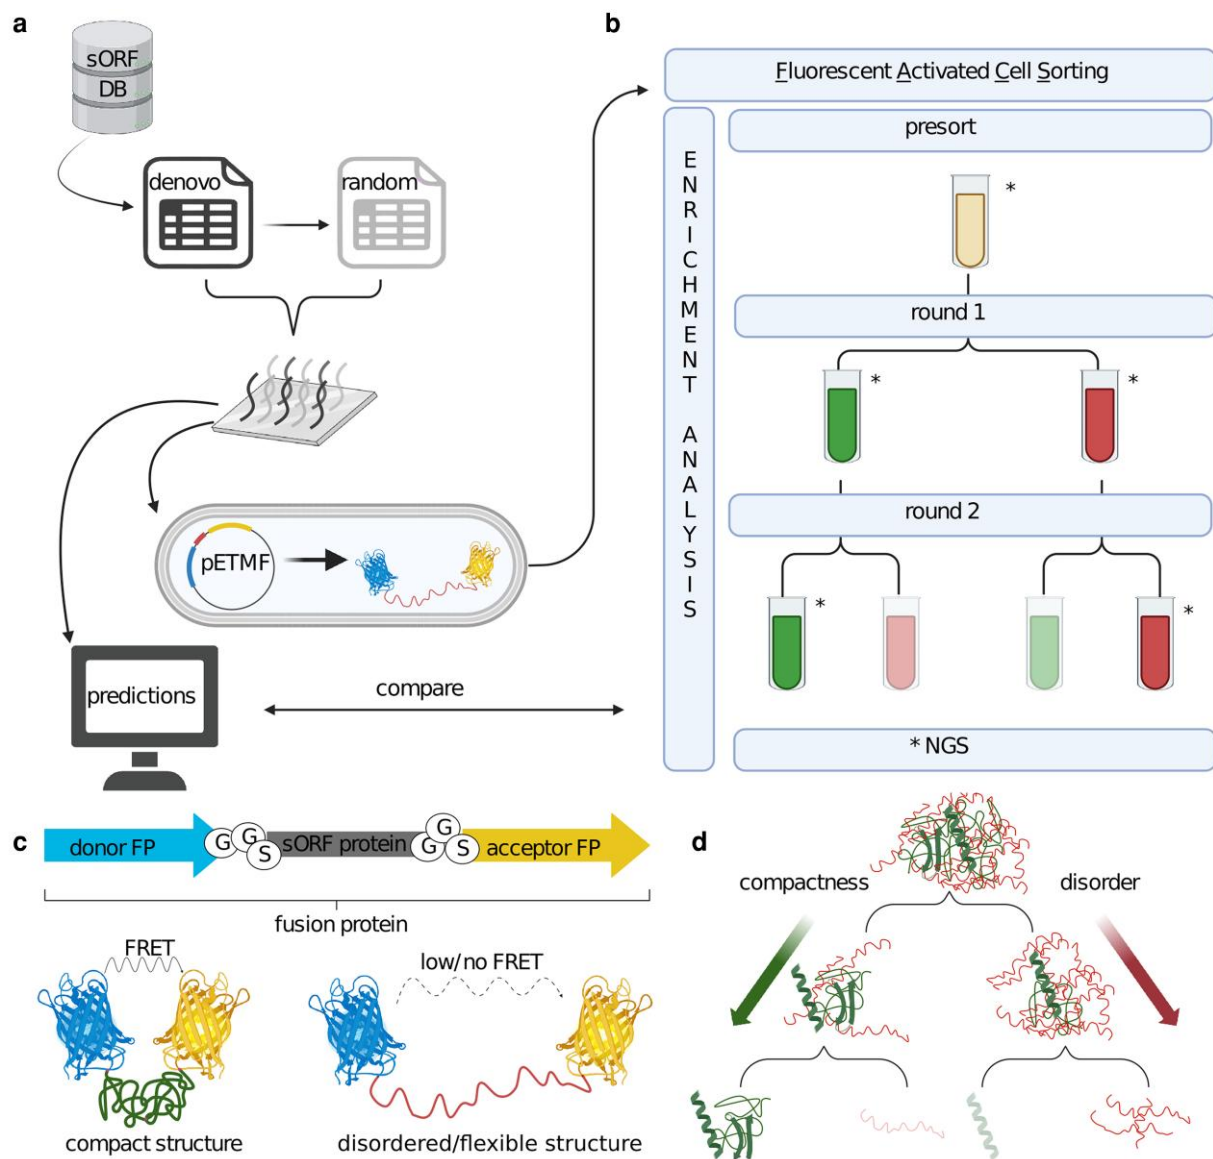 a
sORF
DB
denovo
random
pETMF
predictions
compare
b
Fluorescent Activated Cell Sorting
ENRICHMENT ANALYSIS
presort
*
round 1
*
*
round 2
*
*
* NGS
c
donor FP
G
G
S
sORF protein
G
G
S
acceptor FP
fusion protein
FRET
low/no FRET
compact structure
disordered/flexible structure
d
compactness
disorder